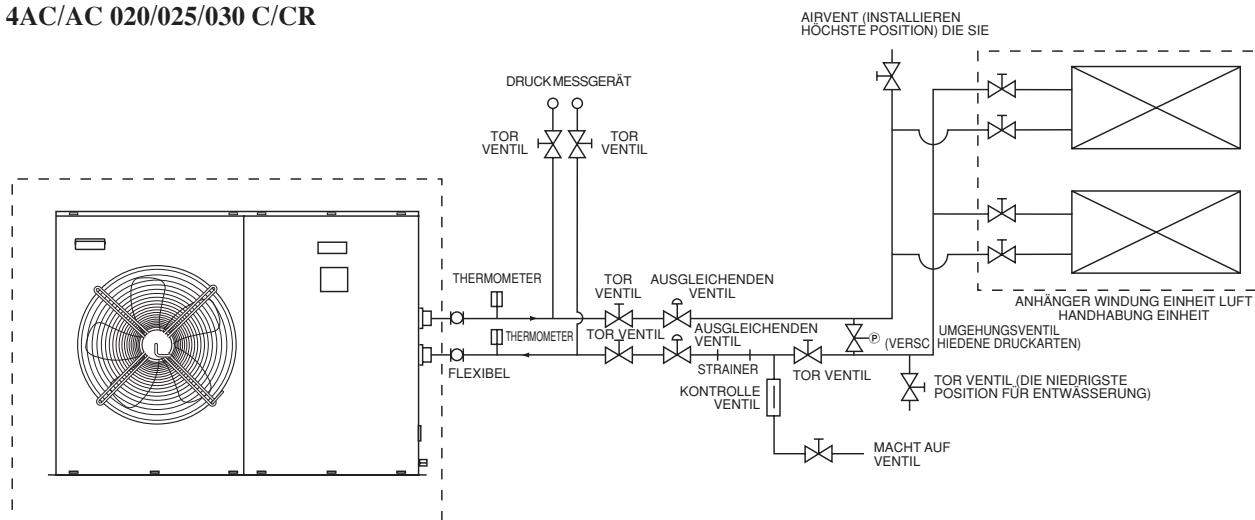 4AC/AC 020/025/030 C/CR
AIRVENT (INSTALLIEREN
HÖCHSTE POSITION) DIE SIE
DRUCKMESSGERÄT
TOR
VENTIL
TOR
VENTIL
THERMOMETER
TOR
VENTIL
AUSGLEICHENDEN
VENTIL
ANHÄNGER WINDUNG EINHEIT LUFT
HANDHABUNG EINHEIT
THERMOMETER
TOR VENTIL
AUSGLEICHENDEN
VENTIL
P
UMGEHUNGSVENTIL
(VERSC HIEDENE DRUCKARTEN)
FLEXIBEL
STRAINER
TOR VENTIL
KONTROLLE
VENTIL
TOR VENTIL (DIE NIEDRIGSTE
POSITION FÜR ENTWÄSSERUNG)
MACHT AUF
VENTIL